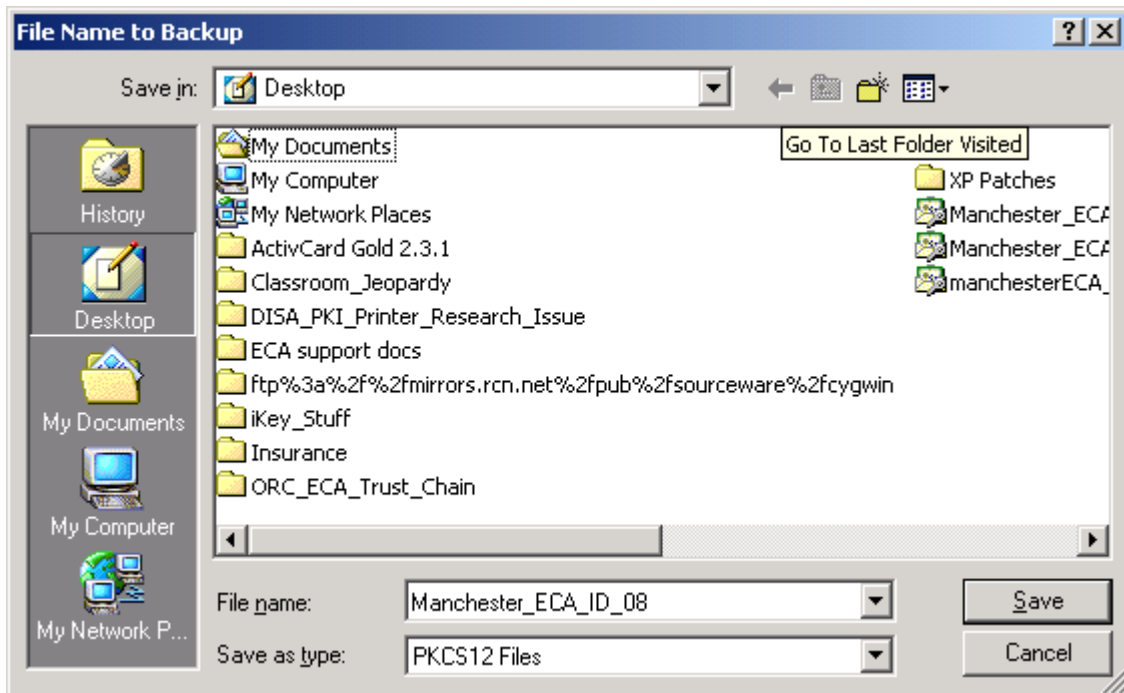 File Name to Backup
Save in:
Desktop
History
Desktop
My Documents
My Computer
My Network P...
My Documents
My Computer
My Network Places
ActivCard Gold 2.3.1
Classroom_Jeopardy
DISA_PKI_Printer_Research_Issue
ECA support docs
ftp%3a%2f%2fmirrors.rcn.net%2fpub%2fsourceware%2fcygwin
iKey_Stuff
Insurance
ORC_ECA_Trust_Chain
Go To Last Folder Visited
XP Patches
Manchester_ECA
Manchester_ECA
manchesterECA_
File name:
Manchester_ECA_ID_08
Save
Save as type:
PKCS12 Files
Cancel